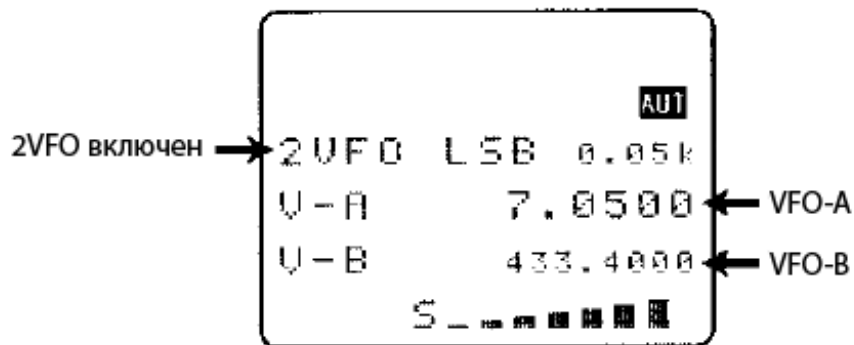 AUT
2VFO включен 2VFO LSB 0.05k
V-A 7.0500 VFO-A
V-B 433.4000 VFO-B
S